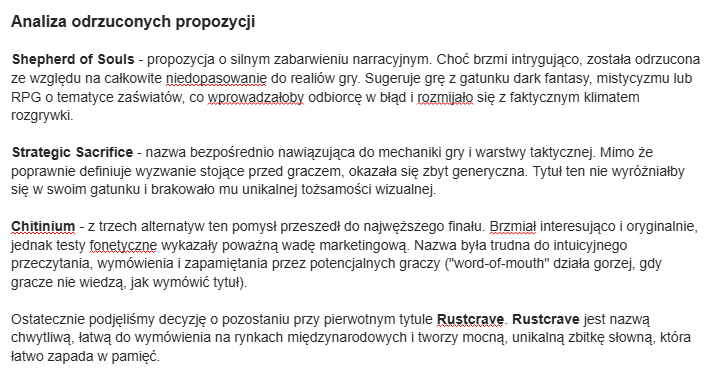 Analiza odrzuconych propozycji
Shepherd of Souls - propozycja o silnym zabarwieniu narracyjnym. Choć brzmi intrygująco, została odrzucona
ze względu na całkowite niedopasowanie do realiów gry. Sugeruje grę z gatunku dark fantasy, mistycyzmu lub
RPG o tematyce zaświatów, co wprowadzałoby odbiorcę w błąd i rozmijało się z faktycznym klimatem
rozgrywki.
Strategic Sacrifice - nazwa bezpośrednio nawiązująca do mechaniki gry i warstwy taktycznej. Mimo że
poprawnie definiuje wyzwanie stojące przed graczem, okazała się zbyt generyczna. Tytuł ten nie wyróżniałby
się w swoim gatunku i brakowało mu unikalnej tożsamości wizualnej.
Chitinium - z trzech alternatyw ten pomysł przeszedł do najwęższego finału. Brzmiał interesująco i oryginalnie,
jednak testy fonetyczne wykazały poważną wadę marketingową. Nazwa była trudna do intuicyjnego
przeczytania, wymówienia i zapamiętania przez potencjalnych graczy ("word-of-mouth" działa gorzej, gdy
gracze nie wiedzą, jak wymówić tytuł).
Ostatecznie podjęliśmy decyzję o pozostaniu przy pierwotnym tytule Rustcrave. Rustcrave jest nazwą
chwytliwą, łatwą do wymówienia na rynkach międzynarodowych i tworzy mocną, unikalną zbitkę słowną, która
łatwo zapada w pamięć.